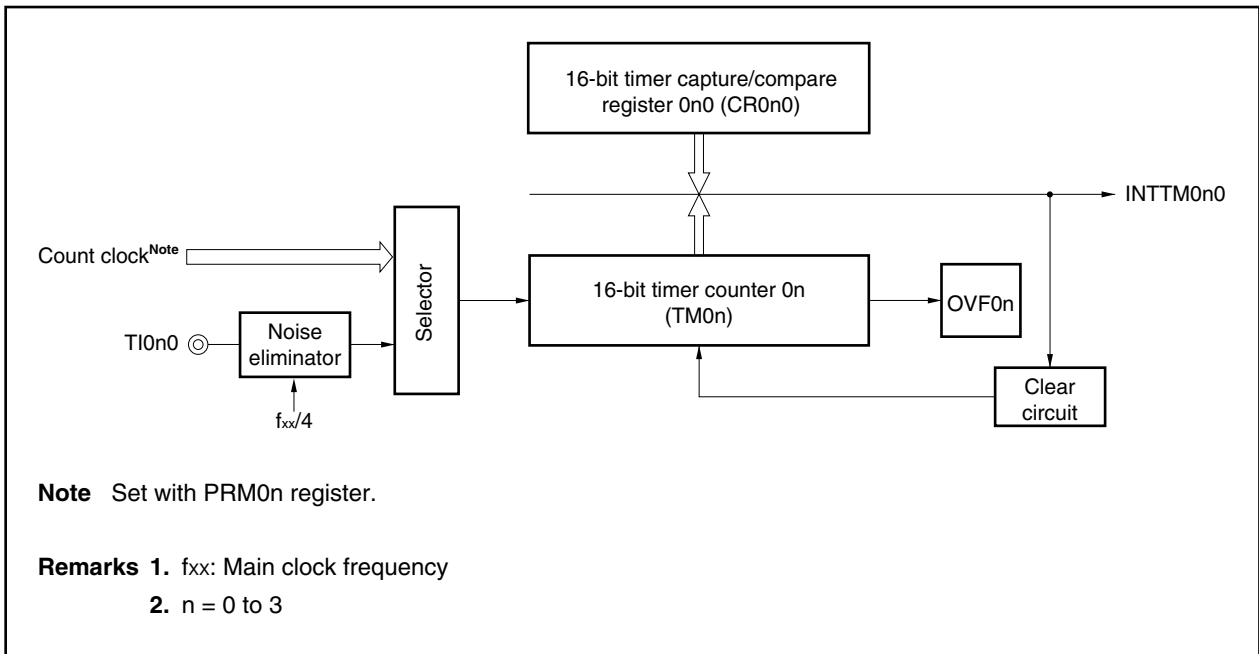 16-bit timer capture/compare
register 0n0 (CR0n0)
INTTM0n0
Count clockNote
Selector
16-bit timer counter 0n
(TM0n)
OVF0n
TI0n0
Noise
eliminator
fxx/4
Clear
circuit
Note Set with PRM0n register.
Remarks 1. fxx: Main clock frequency
2. n = 0 to 3